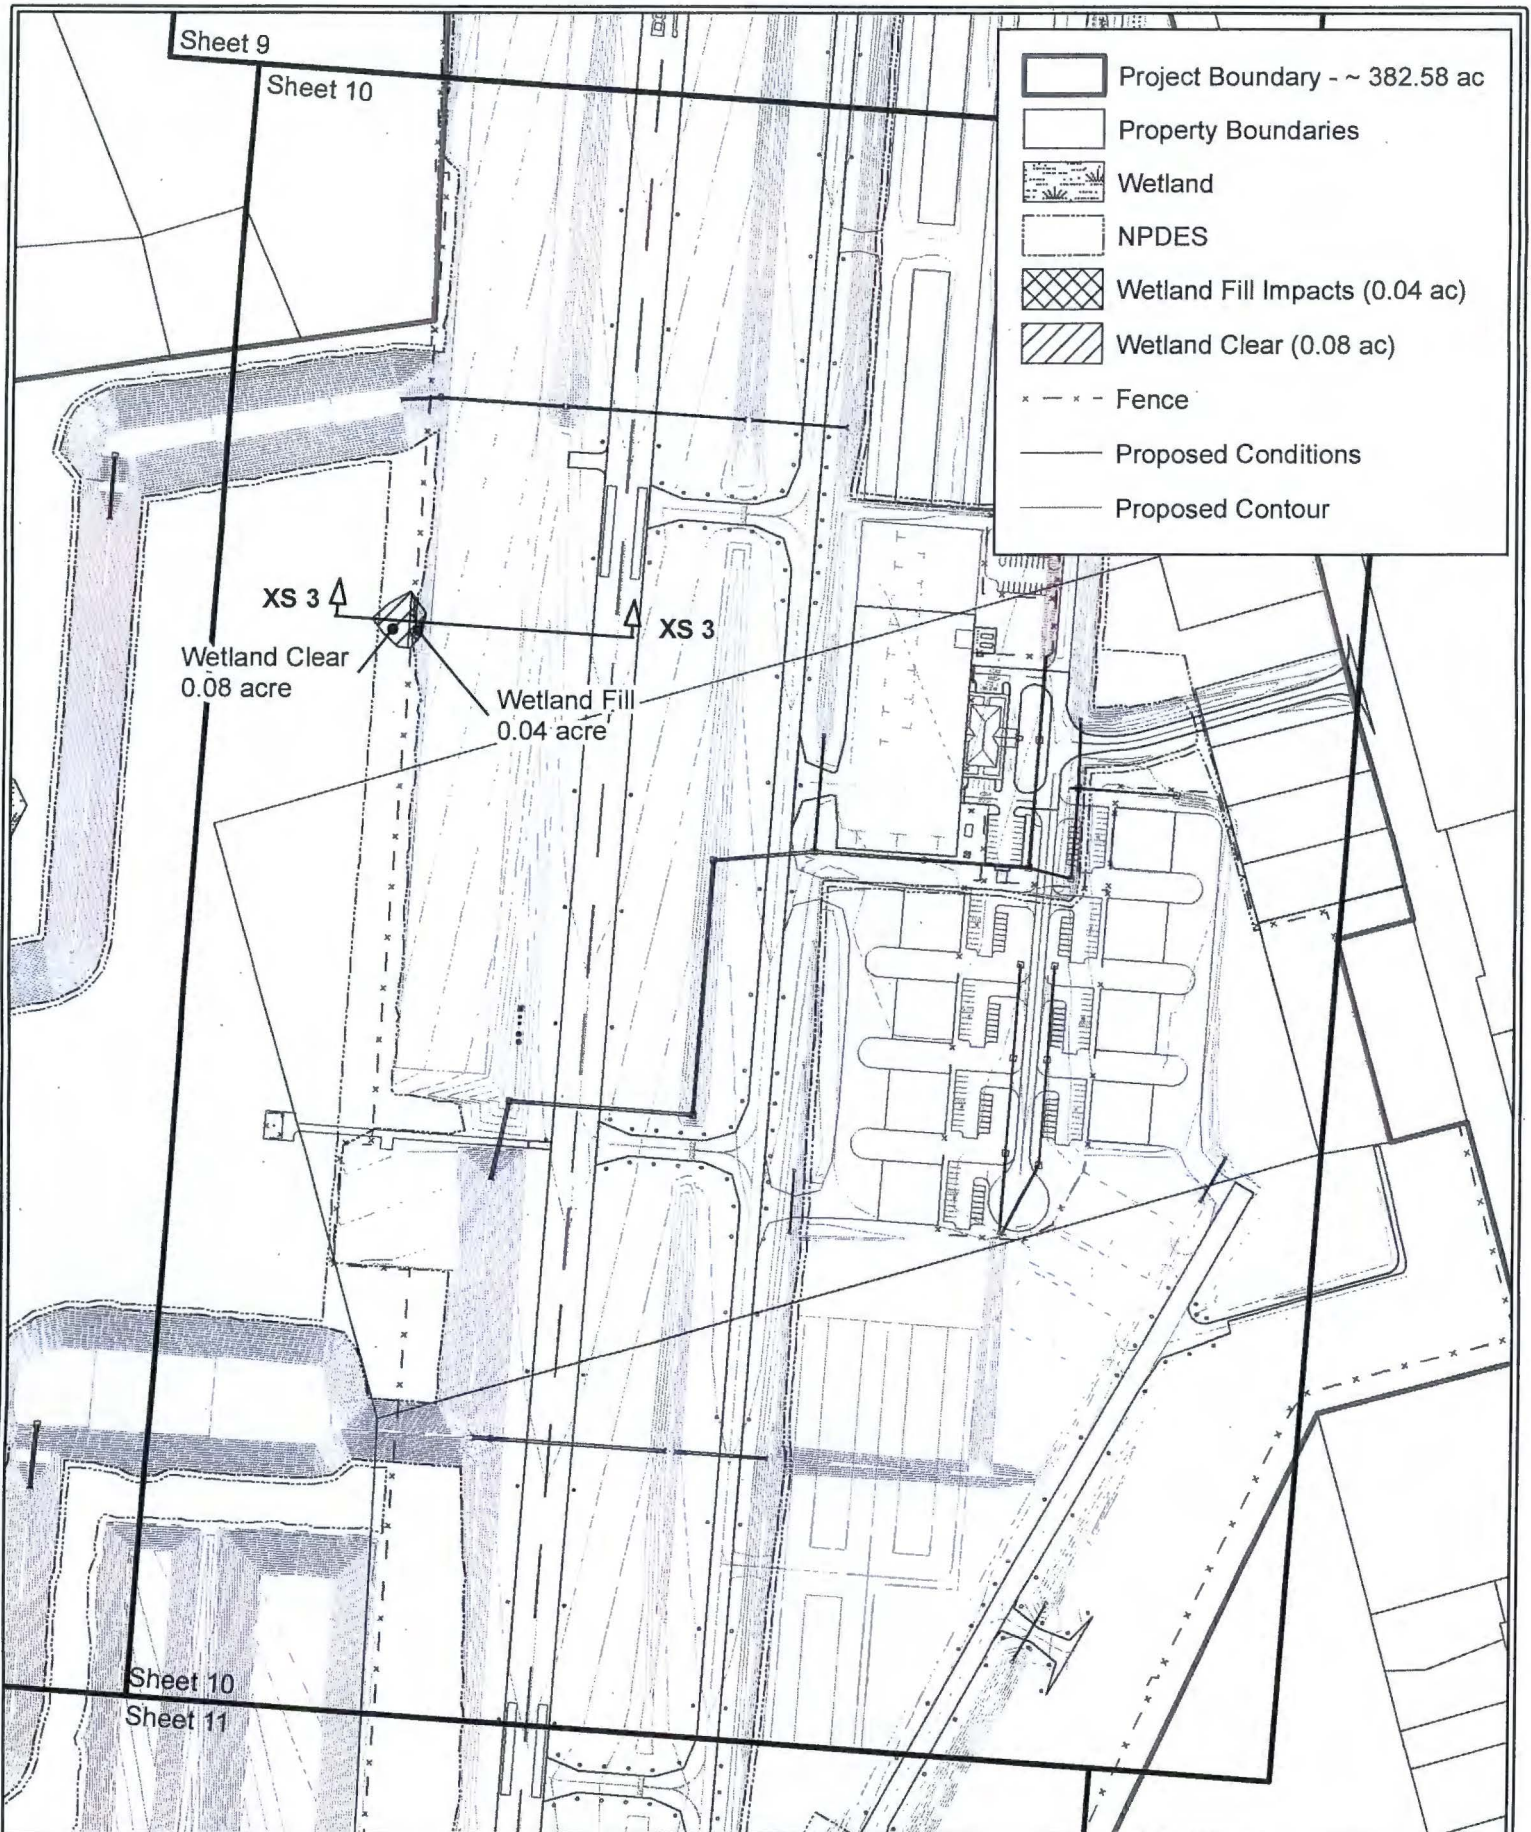 Sheet 9
Sheet 10
Project Boundary - ~ 382.58 ac
Property Boundaries
Wetland
NPDES
Wetland Fill Impacts (0.04 ac)
Wetland Clear (0.08 ac)
Fence
Proposed Conditions
Proposed Contour
XS 3
XS 3
Wetland Clear
0.08 acre
Wetland Fill
0.04 acre
Sheet 10
Sheet 11